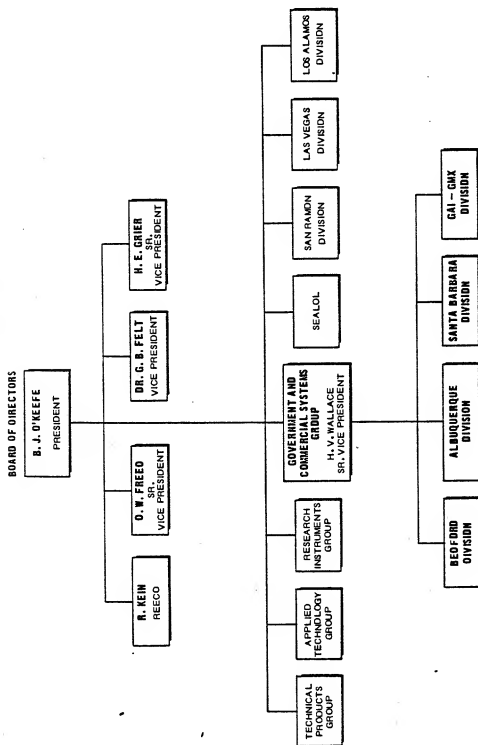 BOARD OF DIRECTORS
B. J. O'KEEFE
PRESIDENT
R. KEIN
REECO
O. W. FREEO
SR.
VICE PRESIDENT
DR. G. B. FELT
VICE PRESIDENT
H. E. GRIER
SR.
VICE PRESIDENT
TECHNICAL
PRODUCTS
GROUP
APPLIED
TECHNOLOGY
GROUP
RESEARCH
INSTRUMENTS
GROUP
GOVERNMENT AND
COMMERCIAL SYSTEMS
GROUP
H. V. WALLACE
SR. VICE PRESIDENT
SEALOL
SAN RAMON
DIVISION
LAS VEGAS
DIVISION
LOS ALAMOS
DIVISION
BEOFORD
DIVISION
ALBUQUERQUE
DIVISION
SANTA BARBARA
DIVISION
GAI – GMX
DIVISION